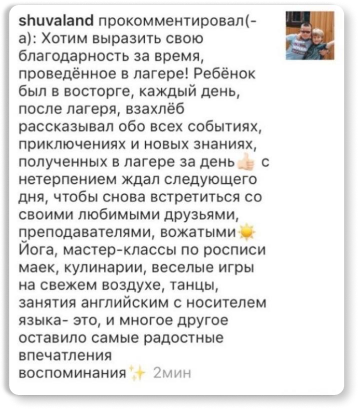 shuvaland прокомментировал(-
а): Хотим выразить свою
благодарность за время,
проведённое в лагере! Ребёнок
был в восторге, каждый день,
после лагеря, взахлёб
рассказывал обо всех событиях,
приключениях и новых знаниях,
полученных в лагере за день👍🏻 с
нетерпением ждал следующего
дня, чтобы снова встретиться со
своими любимыми друзьями,
преподавателями, вожатыми☀️
Йога, мастер-классы по росписи
маек, кулинарии, веселые игры
на свежем воздухе, танцы,
занятия английским с носителем
языка- это, и многое другое
оставило самые радостные
впечатления
воспоминания✨ 2мин